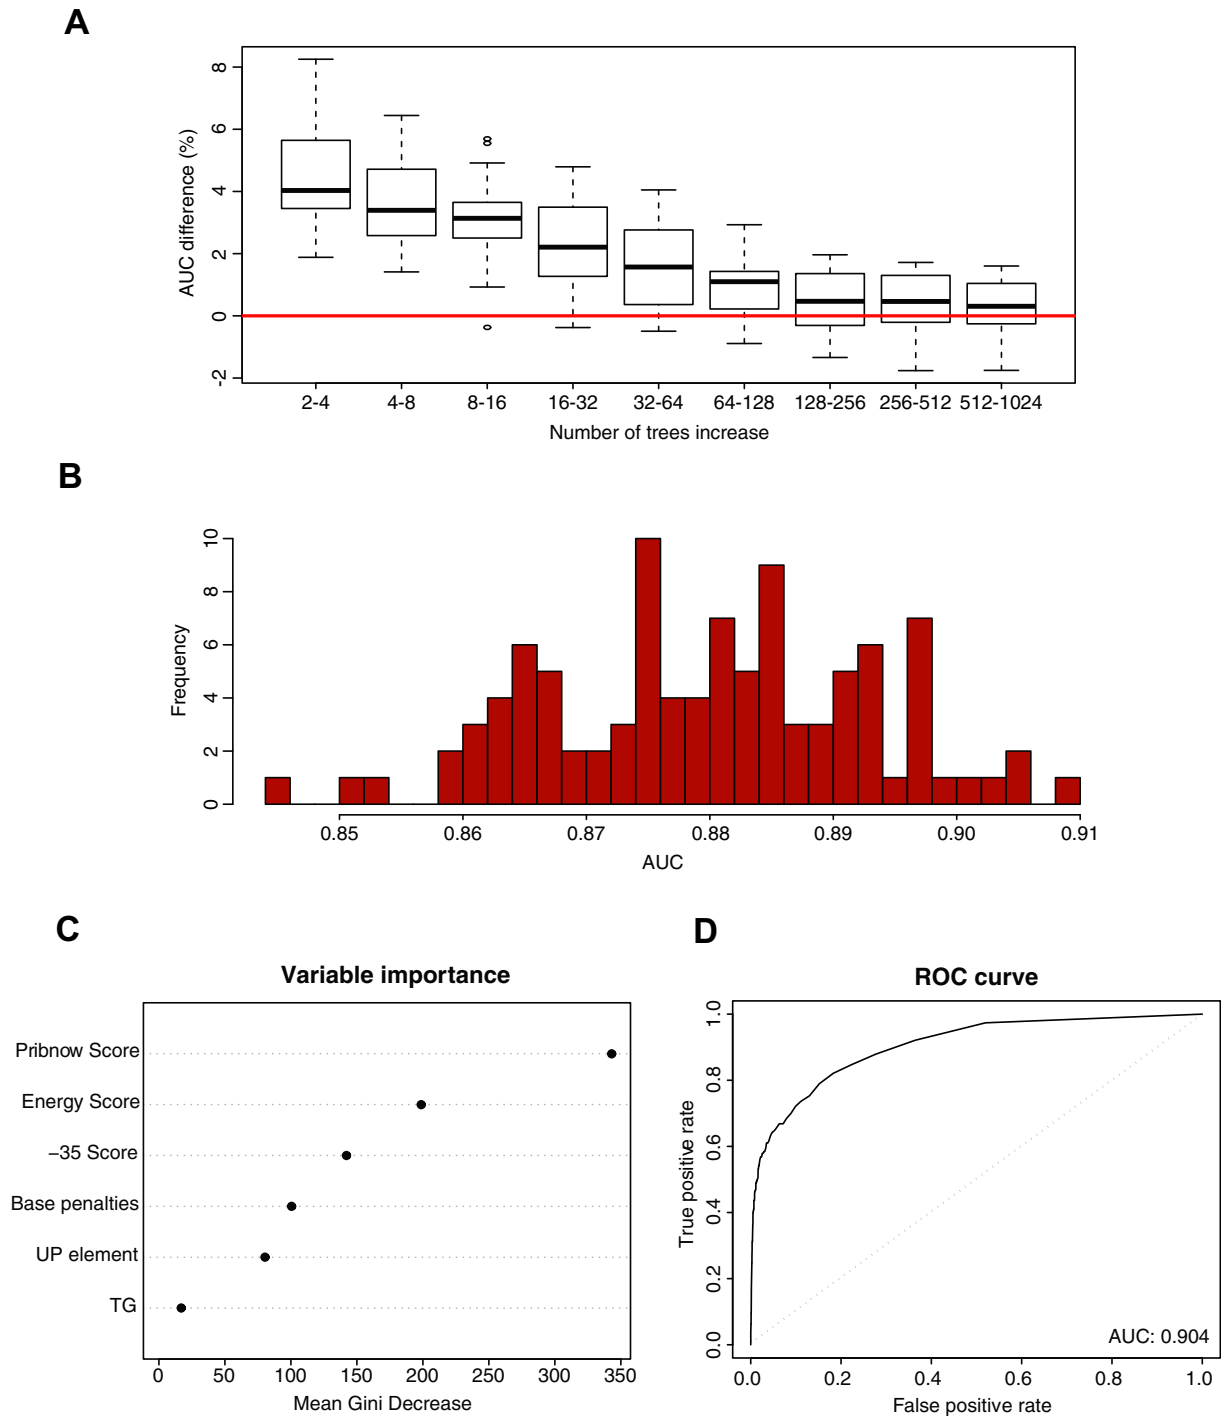 A
AUC difference (%)
8
6
4
2
0
-2
2-4 4-8 8-16 16-32 32-64 64-128 128-256 256-512 512-1024
Number of trees increase
B
Frequency
10
8
6
4
2
0
0.85 0.86 0.87 0.88 0.89 0.90 0.91
AUC
C
Variable importance
Pribnow Score
Energy Score
−35 Score
Base penalties
UP element
TG
0 50 100 150 200 250 300 350
Mean Gini Decrease
D
ROC curve
True positive rate
1.0
0.8
0.6
0.4
0.2
0.0
AUC: 0.904
0.0 0.2 0.4 0.6 0.8 1.0
False positive rate